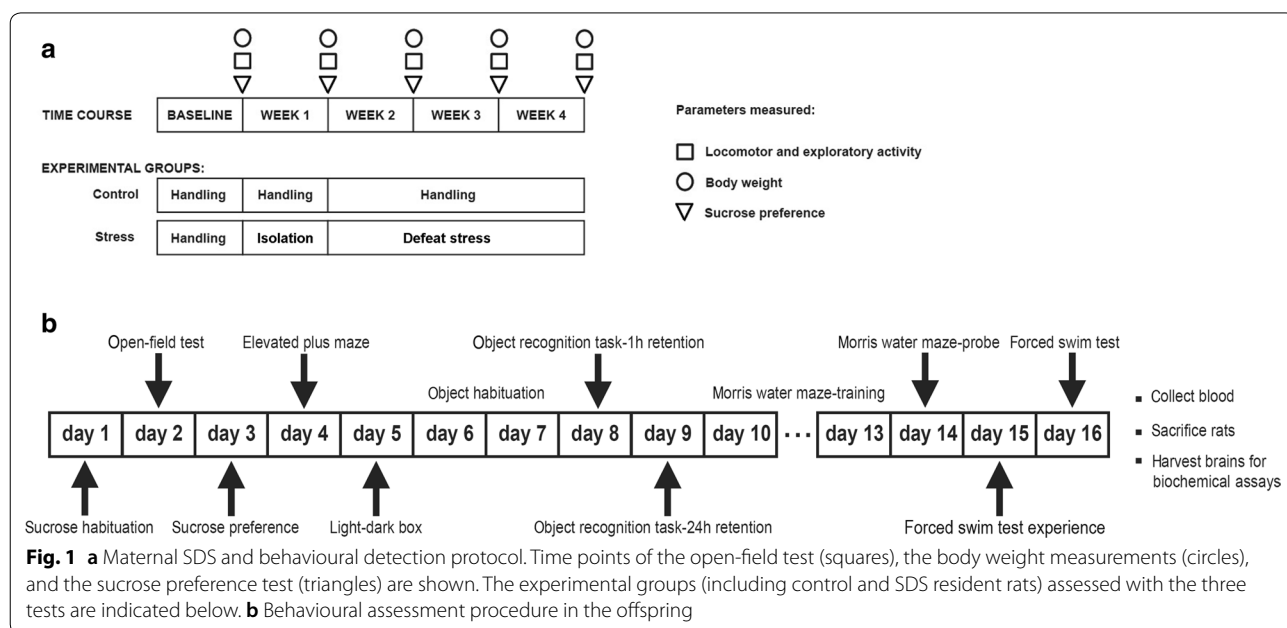 a
TIME COURSE BASELINE WEEK 1 WEEK 2 WEEK 3 WEEK 4
EXPERIMENTAL GROUPS:
Control Handling Handling Handling
Stress Handling Isolation Defeat stress
Parameters measured:
Locomotor and exploratory activity
Body weight
Sucrose preference
b
Open-field test Elevated plus maze Object recognition task-1h retention Morris water maze-probe Forced swim test
Object habituation Morris water maze-training
day 1 day 2 day 3 day 4 day 5 day 6 day 7 day 8 day 9 day 10 ... day 13 day 14 day 15 day 16
Sucrose habituation Sucrose preference Light-dark box Object recognition task-24h retention Forced swim test experience
▪ Collect blood
▪ Sacrifice rats
▪ Harvest brains for
biochemical assays
Fig. 1 a Maternal SDS and behavioural detection protocol. Time points of the open-field test (squares), the body weight measurements (circles),
and the sucrose preference test (triangles) are shown. The experimental groups (including control and SDS resident rats) assessed with the three
tests are indicated below. b Behavioural assessment procedure in the offspring